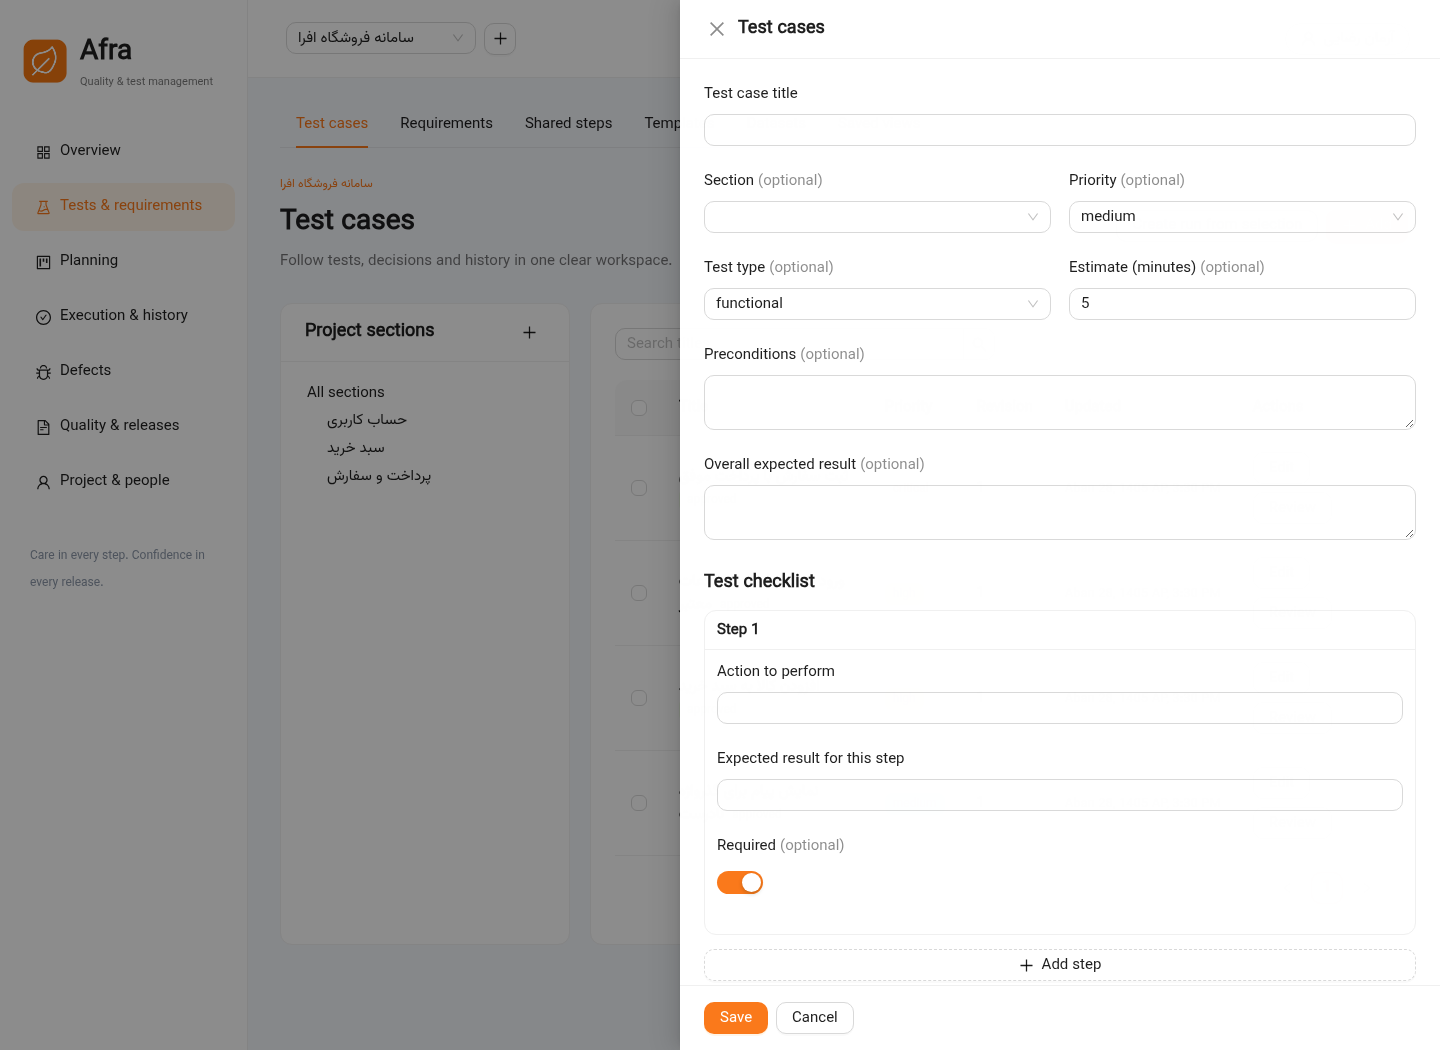 Afra
Quality & test management
Overview
Tests & requirements
Planning
Execution & history
Defects
Quality & releases
Project & people
Care in every step. Confidence in
every release.
سامانه فروشگاه افرا
Test cases
Requirements
Shared steps
سامانه فروشگاه افرا
Test cases
Follow tests, decisions and history in one clear workspace.
Project sections
All sections
حساب کاربری
سبد خرید
پرداخت و سفارش
Search
Test cases
Test case title
Section (optional)
Priority (optional)
medium
Test type (optional)
Estimate (minutes) (optional)
functional
5
Preconditions (optional)
Overall expected result (optional)
Test checklist
Step 1
Action to perform
Expected result for this step
Required (optional)
Add step
Save
Cancel